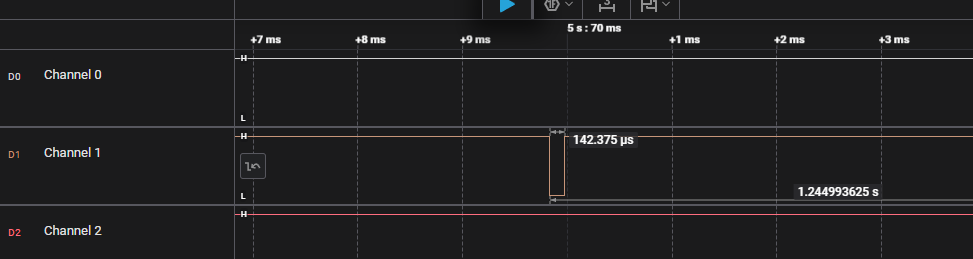 5 s : 70 ms
+7 ms +8 ms +9 ms +1 ms +2 ms +3 ms
D0 Channel 0
H
L
D1 Channel 1
H
142.375 µs
L
1.244993625 s
D2 Channel 2
H